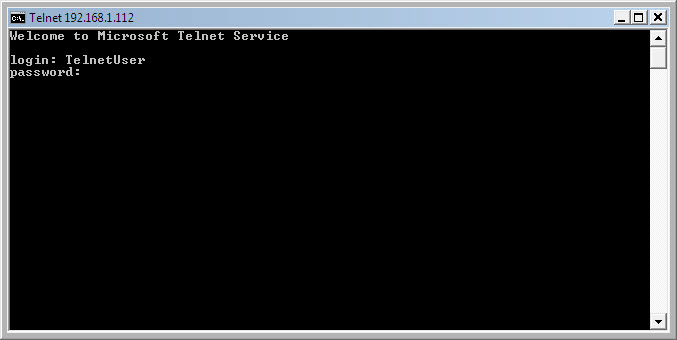 Telnet 192.168.1.112
Welcome to Microsoft Telnet Service
login: TelnetUser
password: